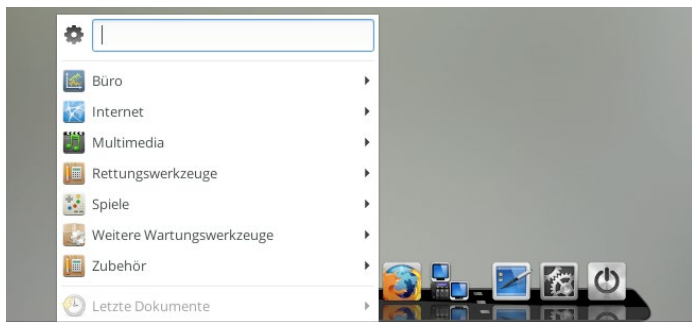 Büro
Internet
Multimedia
Rettungswerkzeuge
Spiele
Weitere Wartungswerkzeuge
Zubehör
Letzte Dokumente